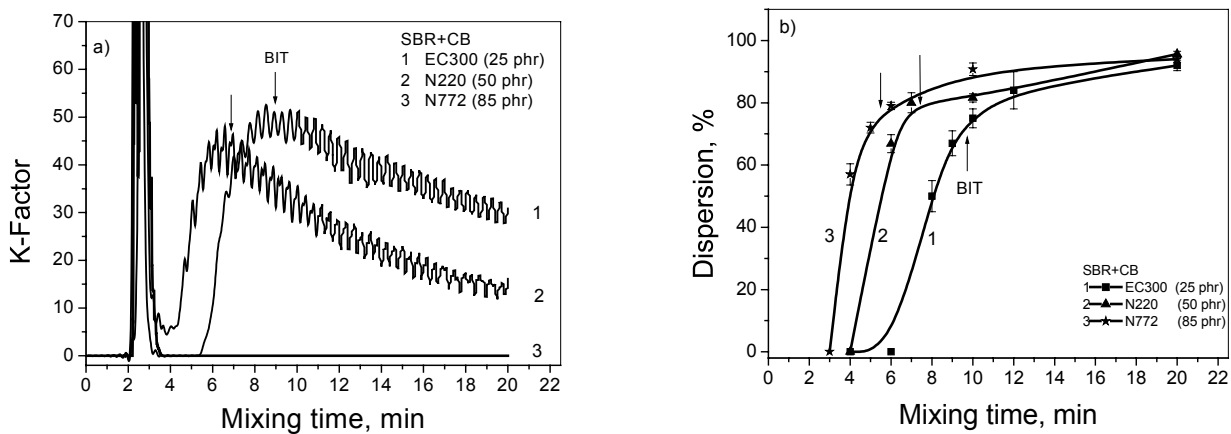 a)
SBR+CB
1 EC300 (25 phr)
2 N220 (50 phr)
3 N772 (85 phr)
BIT
70
60
50
40
30
20
10
0
K-Factor
1
2
3
0 2 4 6 8 10 12 14 16 18 20 22
Mixing time, min
b)
100
80
60
40
20
0
Dispersion, %
BIT
3
2
1
SBR+CB
1 EC300 (25 phr)
2 N220 (50 phr)
3 N772 (85 phr)
0 2 4 6 8 10 12 14 16 18 20 22
Mixing time, min